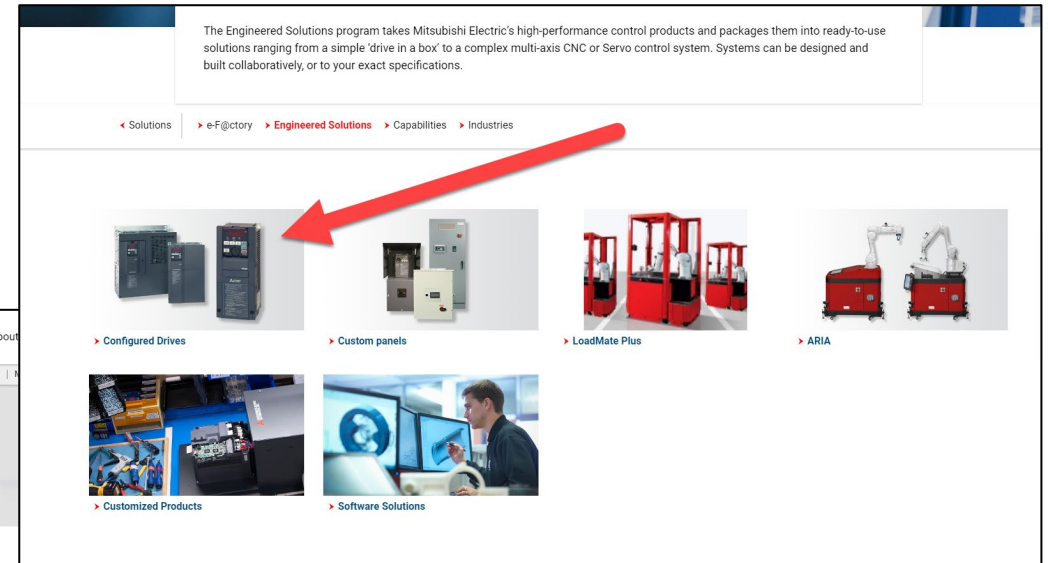 The Engineered Solutions program takes Mitsubishi Electric's high-performance control products and packages them into ready-to-use
solutions ranging from a simple 'drive in a box' to a complex multi-axis CNC or Servo control system. Systems can be designed and
built collaboratively, or to your exact specifications.
Solutions e-F@ctory Engineered Solutions Capabilities Industries
Configured Drives Custom panels LoadMate Plus ARIA
Customized Products Software Solutions